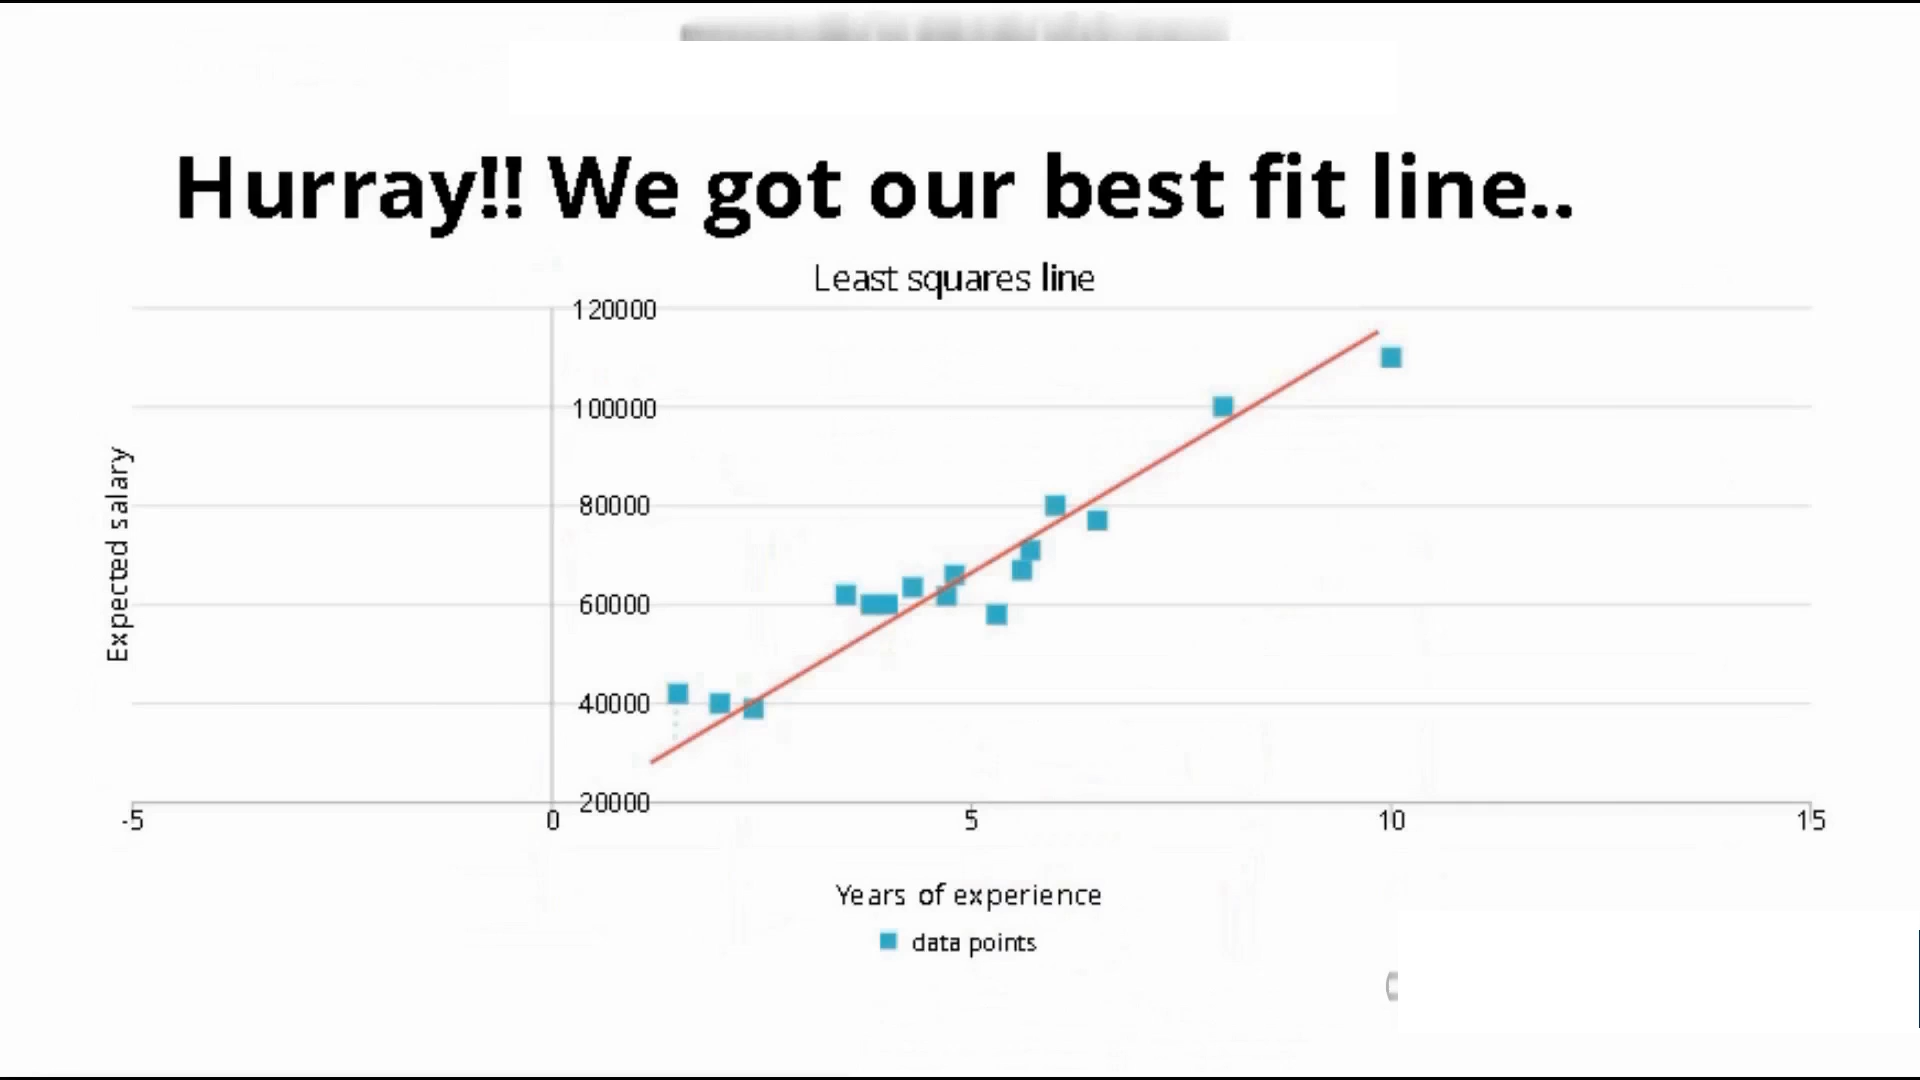 Hurray!! We got our best fit line..
Least squares line
120000
100000
80000
60000
40000
20000
Expected salary
-5 0 5 10 15
Years of experience
data points